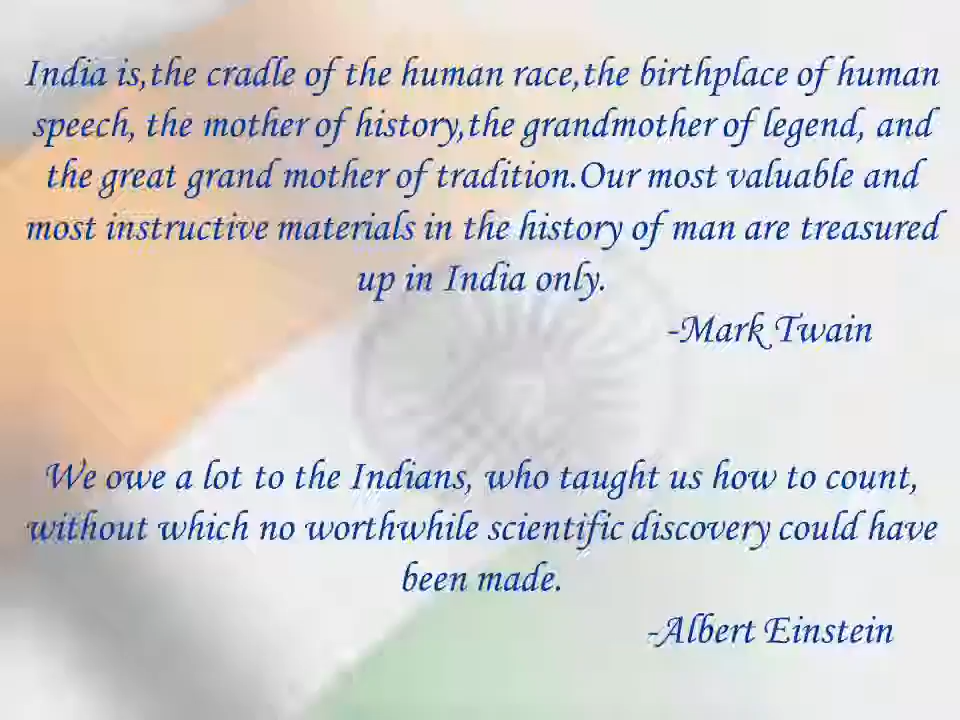 India is,the cradle of the human race,the birthplace of human
speech, the mother of history,the grandmother of legend, and
the great grand mother of tradition.Our most valuable and
most instructive materials in the history of man are treasured
up in India only.
-Mark Twain
We owe a lot to the Indians, who taught us how to count,
without which no worthwhile scientific discovery could have
been made.
-Albert Einstein